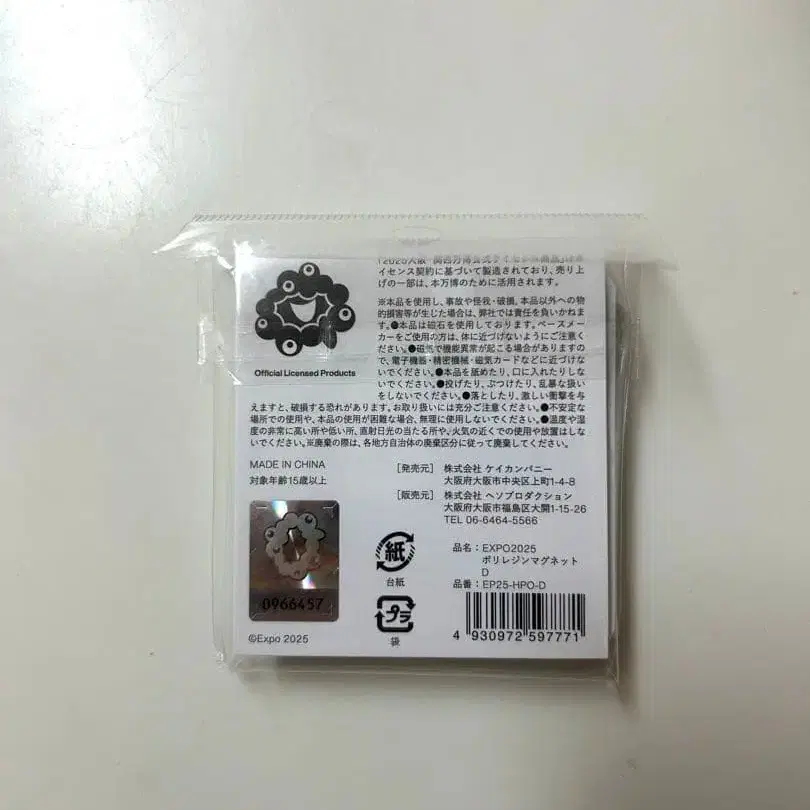 「2025大阪・関西万博公式ライセンス商品」はラ
イセンス契約に基づいて製造されており、売り上
げの一部は、本万博のために活用されます。
※本品を使用し、事故や怪我・破損、本品以外への物
的損害等が生じた場合は、弊社では責任を負いかねま
す。●本品は磁石を使用しております。ペースメー
カーをご使用の方は、体に近づけないようにご注意く
ださい。●磁気で機能異常が起こる場合がありますの
で、電子機器・精密機械・磁気カードなどに近づけな
いでください。●本品を舐めたり、口に入れたりしな
いでください。●投げたり、ぶつけたり、乱暴な扱い
をしないでください。●落としたり、激しい衝撃を与
えますと、破損する恐れがあります。お取り扱いには充分ご注意ください。●不安定な
場所での使用や、本品の使用が困難な場合、無理に使用しないでください。●温度や湿
度の非常に高い所や低い所、直射日光の当たる所や、火気の近くでの使用や放置はしな
いでください。※廃棄の際は、各地方自治体の廃棄区分に従って廃棄してください。
Official Licensed Products
MADE IN CHINA
対象年齢15歳以上
［発売元］ 株式会社 ケイカンパニー
大阪府大阪市中央区上町1-4-8
［販売元］ 株式会社 ヘソプロダクション
大阪府大阪市福島区大開1-15-26
TEL 06-6464-5566
0966457
©Expo 2025
紙
台紙
プラ
袋
品名：EXPO2025
ポリレジンマグネット
D
品番：EP25-HPO-D
4 930972 597771